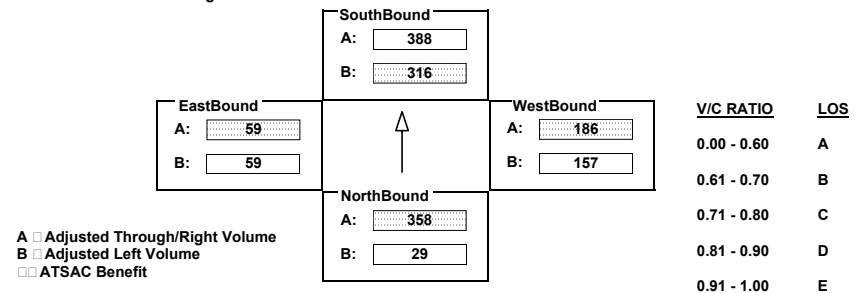 SouthBound
A: 388
B: 316
EastBound
A: 59
B: 59
WestBound
A: 186
B: 157
NorthBound
A: 358
B: 29
A □ Adjusted Through/Right Volume
B □ Adjusted Left Volume
□□ ATSAC Benefit
V/C RATIO LOS
0.00 - 0.60 A
0.61 - 0.70 B
0.71 - 0.80 C
0.81 - 0.90 D
0.91 - 1.00 E